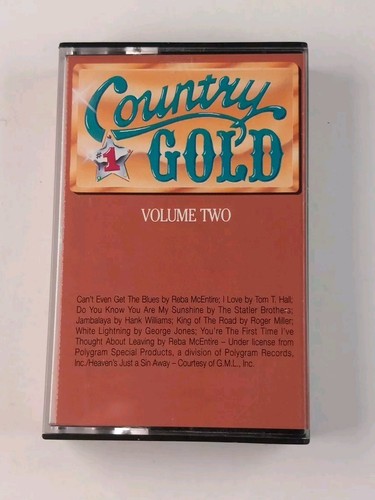 Country
#1 GOLD
VOLUME TWO
Can't Even Get The Blues by Reba McEntire; I Love by Tom T. Hall;
Do You Know You Are My Sunshine by The Statler Brothers;
Jambalaya by Hank Williams; King of The Road by Roger Miller;
White Lightning by George Jones; You're The First Time I've
Thought About Leaving by Reba McEntire – Under license from
Polygram Special Products, a division of Polygram Records,
Inc./Heaven's Just a Sin Away – Courtesy of G.M.L., Inc.